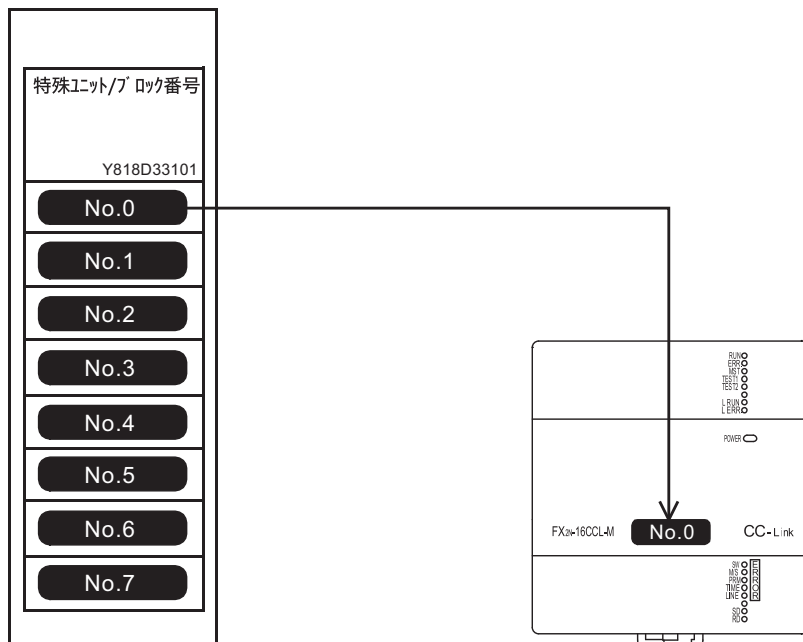 特殊ﾕﾆｯﾄ/ﾌﾞﾛｯｸ番号
Y818D33101
No.0
No.1
No.2
No.3
No.4
No.5
No.6
No.7
RUN
ERR.
MST
TEST1
TEST2
L RUN
L ERR.
POWER
FX2N-16CCL-M
No.0
CC-Link
SW
M/S
PRM
TIME
LINE
ERROR
SD
RD